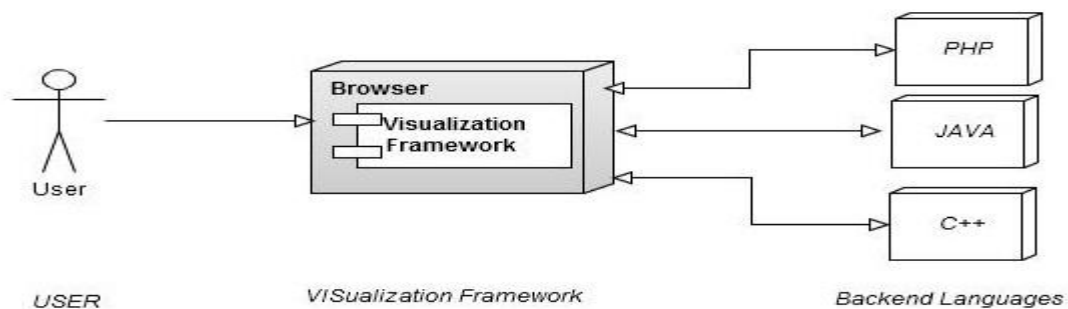 PHP
Browser
Visualization
Framework
JAVA
User
C++
USER
VISualization Framework
Backend Languages